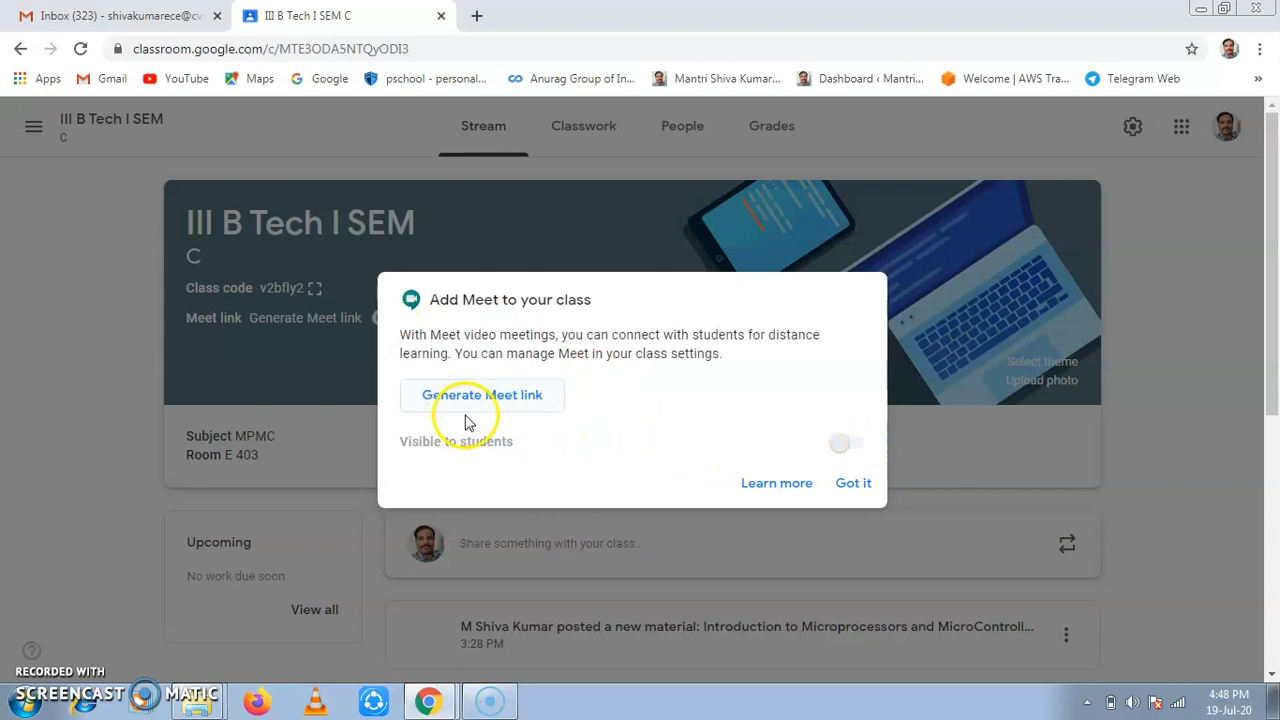 Inbox (323) - shivakumarece@cv
III B Tech I SEM C
classroom.google.com/c/MTE3ODA5NTQyODI3
Apps
Gmail
YouTube
Maps
Google
pschool - personal...
Anurag Group of In...
Mantri Shiva Kumar...
Dashboard ‹ Mantri...
Welcome | AWS Tra...
Telegram Web
»
III B Tech I SEM
C
Stream
Classwork
People
Grades
III B Tech I SEM
C
Class code v2bfly2
Meet link Generate Meet link
Select theme
Upload photo
Subject MPMC
Room E 403
Add Meet to your class
With Meet video meetings, you can connect with students for distance
learning. You can manage Meet in your class settings.
Generate Meet link
Visible to students
Learn more
Got it
Upcoming
No work due soon
View all
Share something with your class...
M Shiva Kumar posted a new material: Introduction to Microprocessors and MicroControll...
3:28 PM
RECORDED WITH
SCREENCAST MATIC
4:48 PM
19-Jul-20